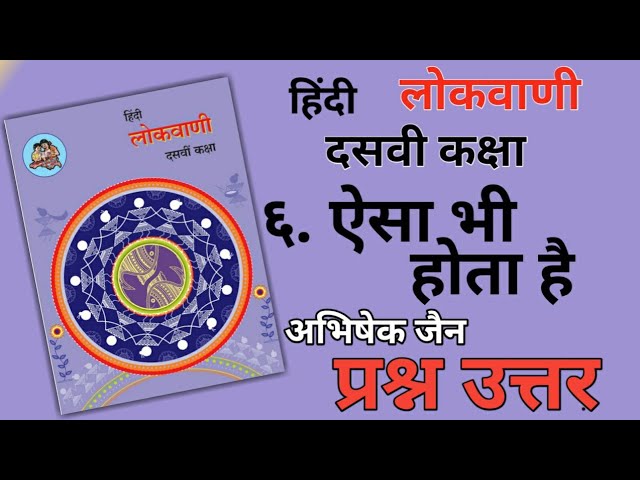 हिंदी
लोकवाणी
दसवीं कक्षा
हिंदी लोकवाणी
दसवी कक्षा
६. ऐसा भी
होता है
अभिषेक जैन
प्रश्न उत्तर